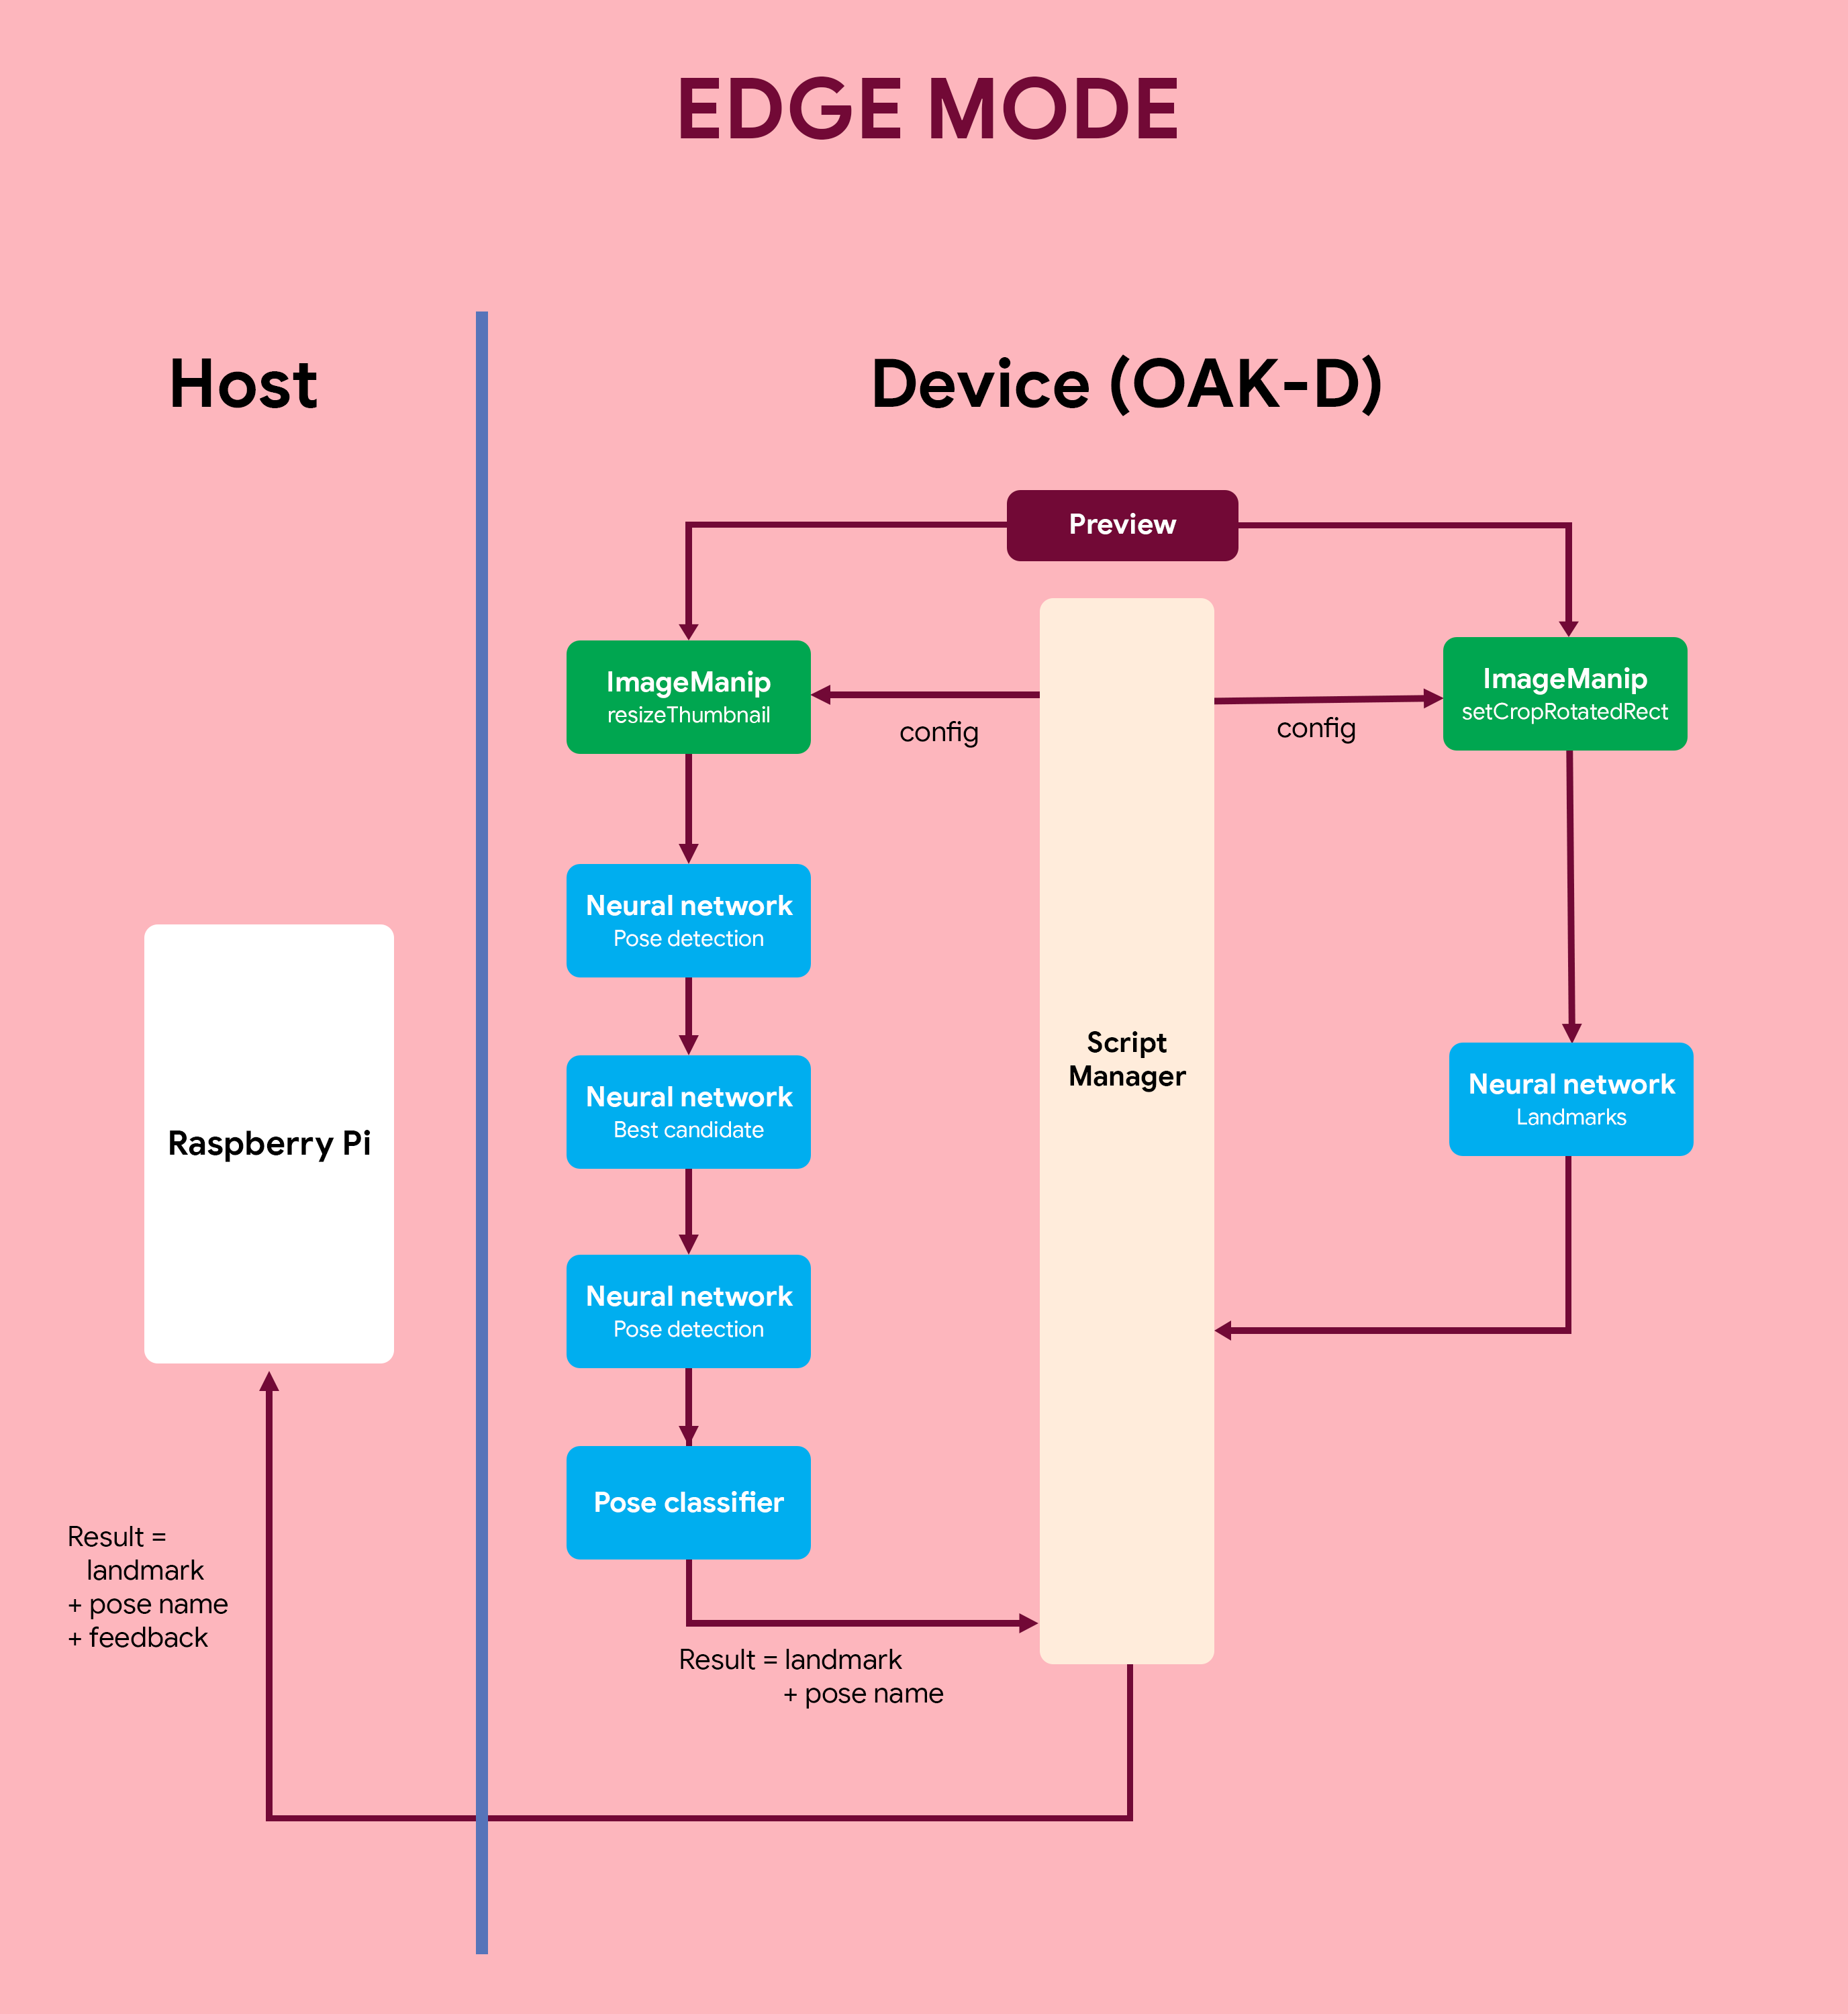 EDGE MODE
Host
Device (OAK-D)
Preview
ImageManip
resizeThumbnail
config
config
ImageManip
setCropRotatedRect
Neural network
Pose detection
Neural network
Best candidate
Neural network
Pose detection
Pose classifier
Script
Manager
Neural network
Landmarks
Raspberry Pi
Result =
landmark
+ pose name
+ feedback
Result = landmark
+ pose name